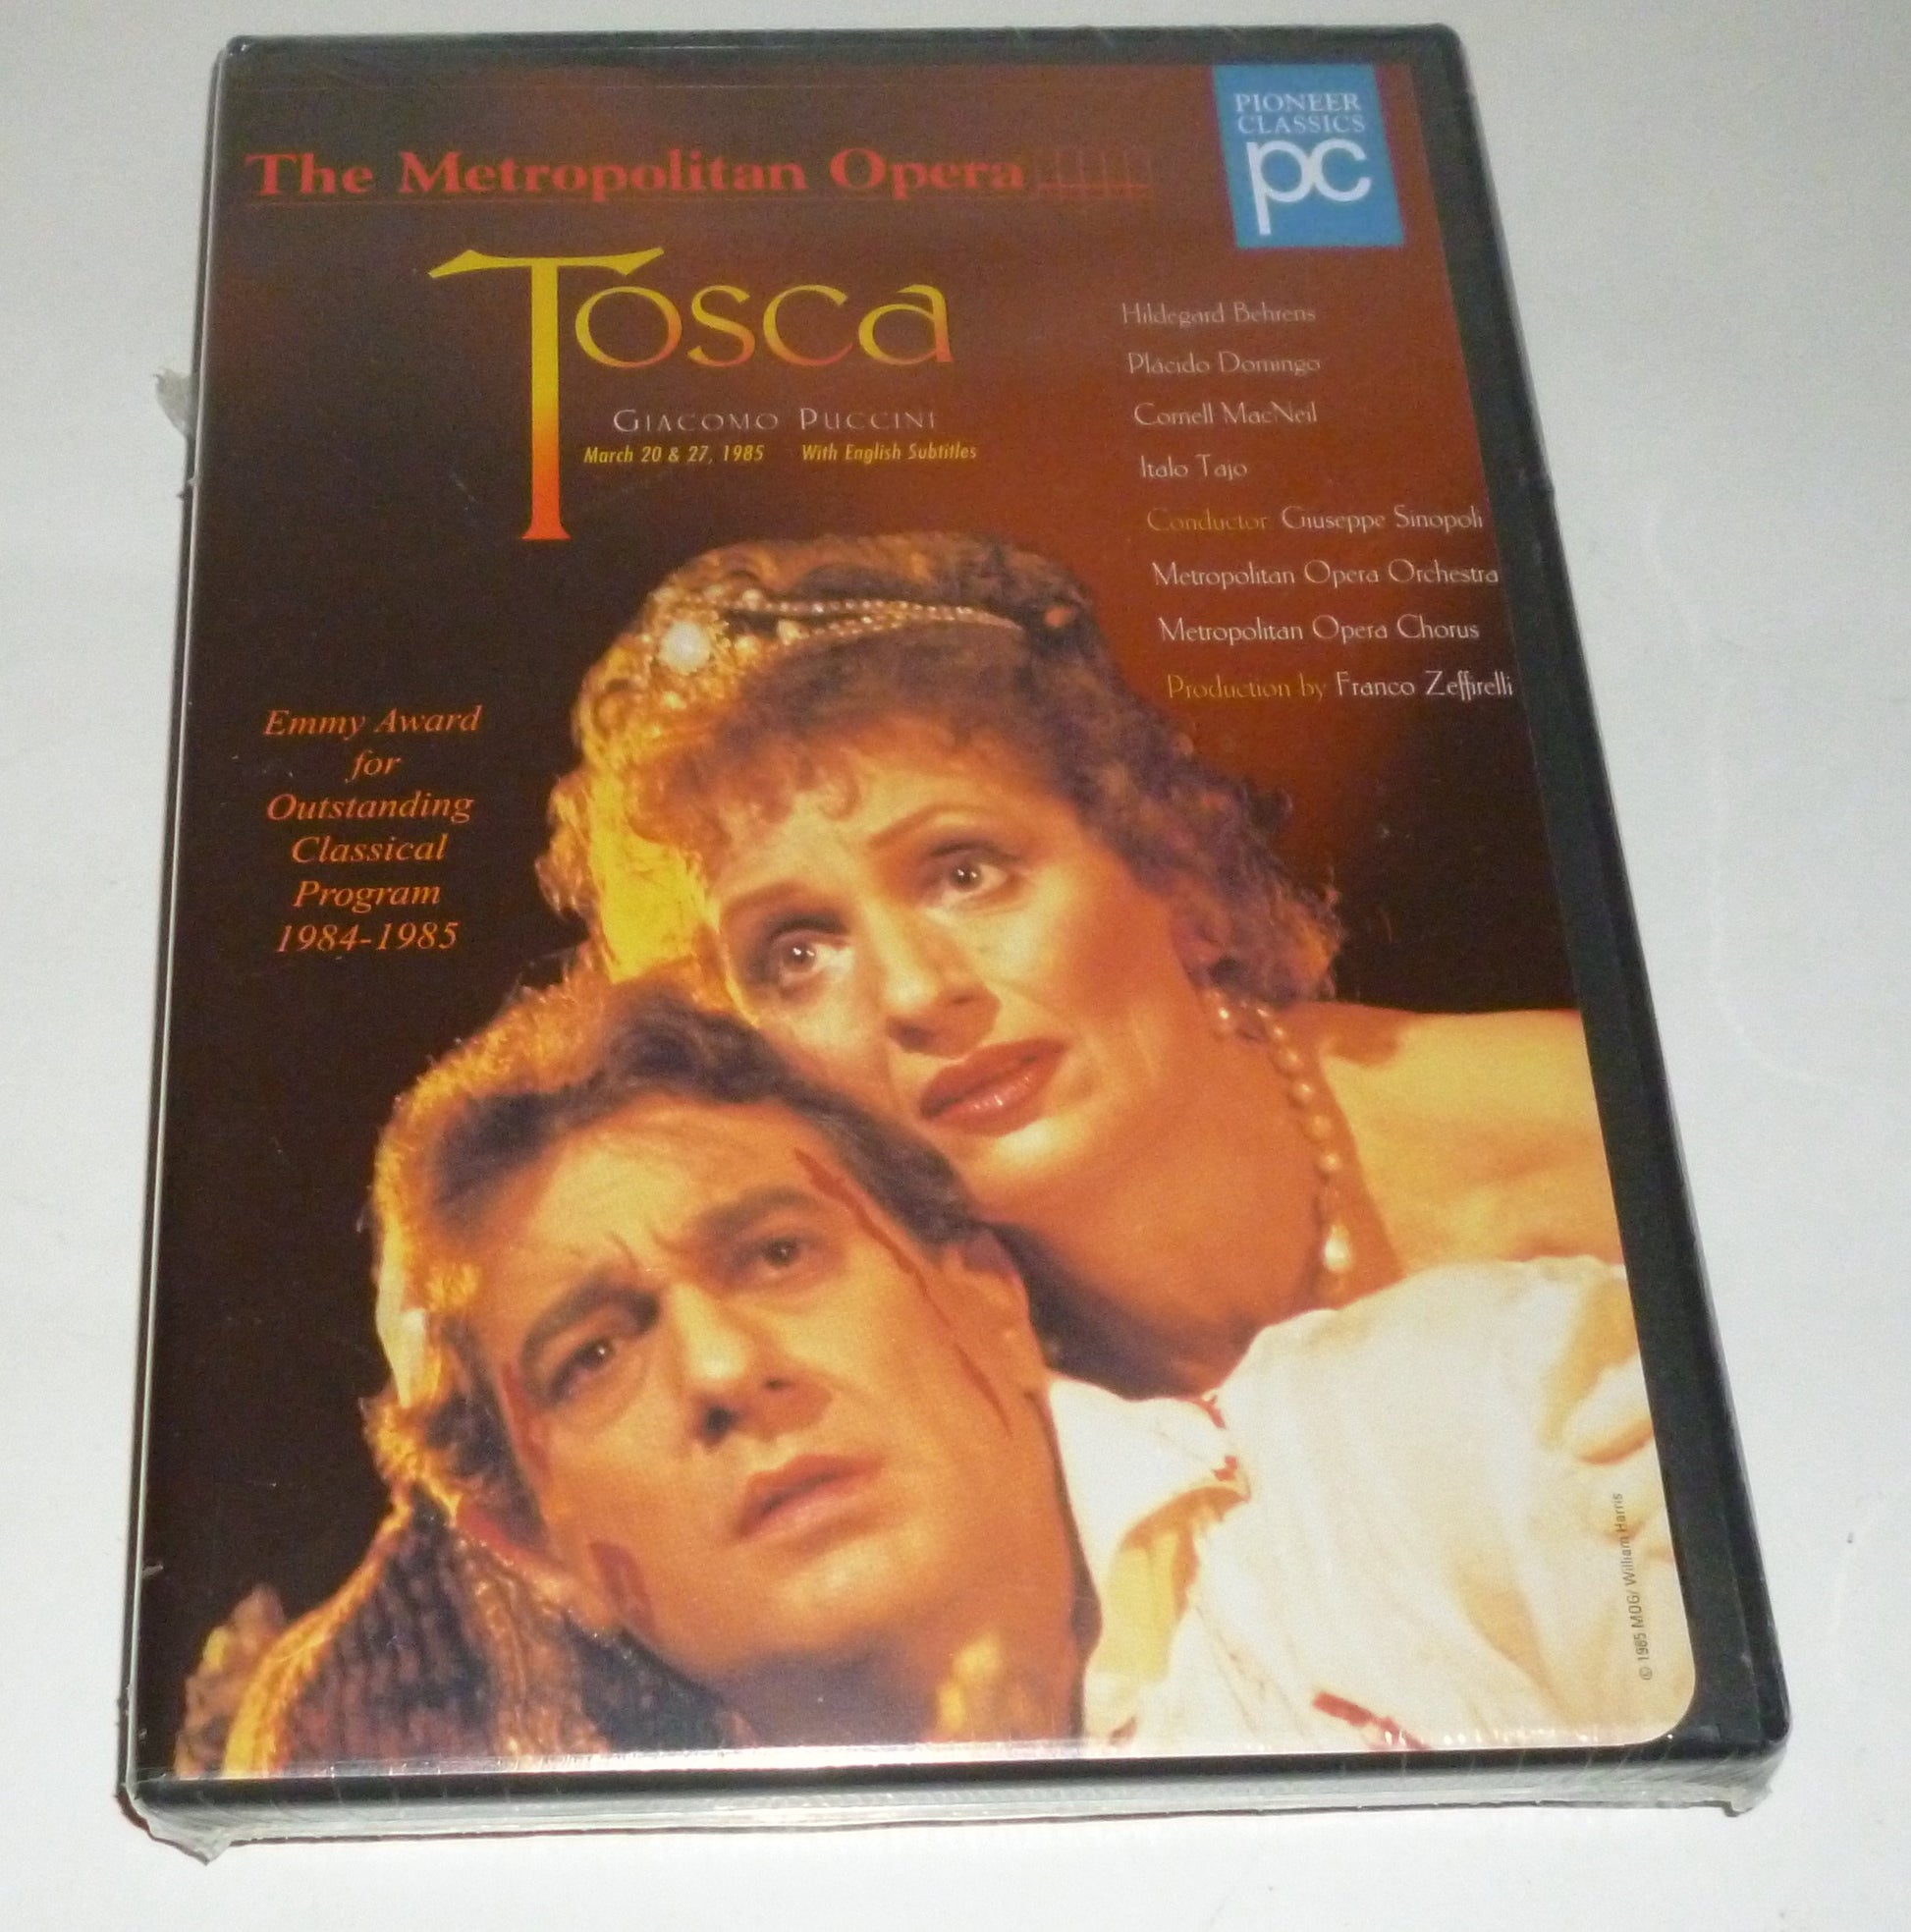 PIONEER
CLASSICS
pc
The Metropolitan Opera
Tosca
GIACOMO PUCCINI
March 20 & 27, 1985 With English Subtitles
Hildegard Behrens
Plácido Domingo
Cornell MacNeil
Italo Tajo
Conductor Giuseppe Sinopoli
Metropolitan Opera Orchestra
Metropolitan Opera Chorus
Production by Franco Zeffirelli
Emmy Award
for
Outstanding
Classical
Program
1984-1985
© 1985 MOG/ William Harris